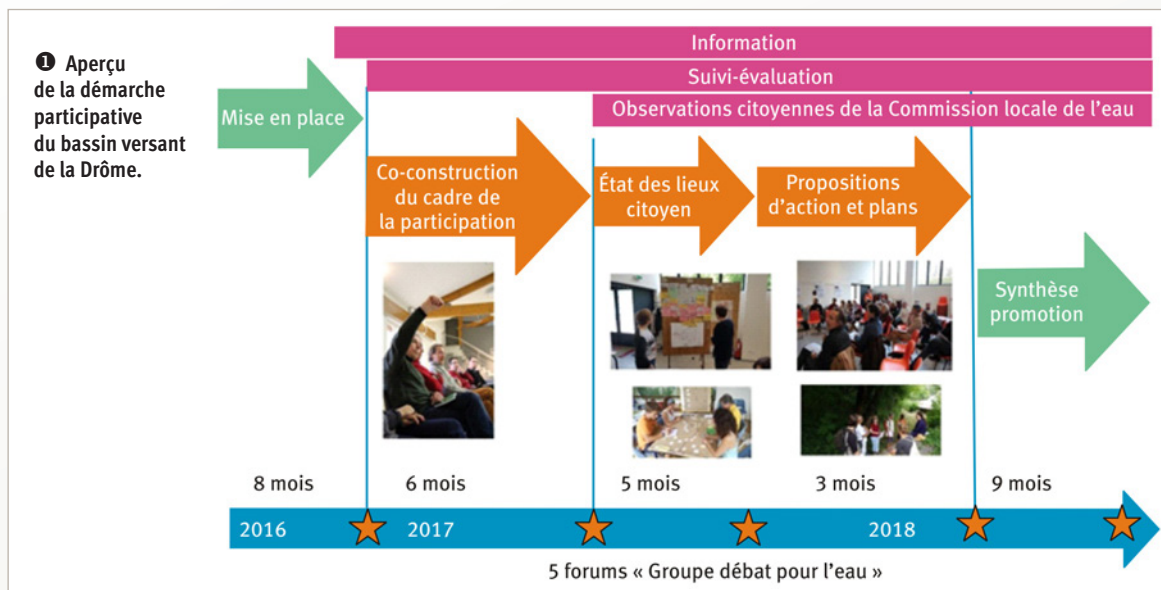 ❶ Aperçu
de la démarche
participative
du bassin versant
de la Drôme.
Information
Suivi-évaluation
Observations citoyennes de la Commission locale de l’eau
Mise en place
Co-construction
du cadre de
la participation
État des lieux
citoyen
Propositions
d’action et plans
Synthèse
promotion
8 mois
6 mois
5 mois
3 mois
9 mois
2016
2017
2018
5 forums « Groupe débat pour l’eau »